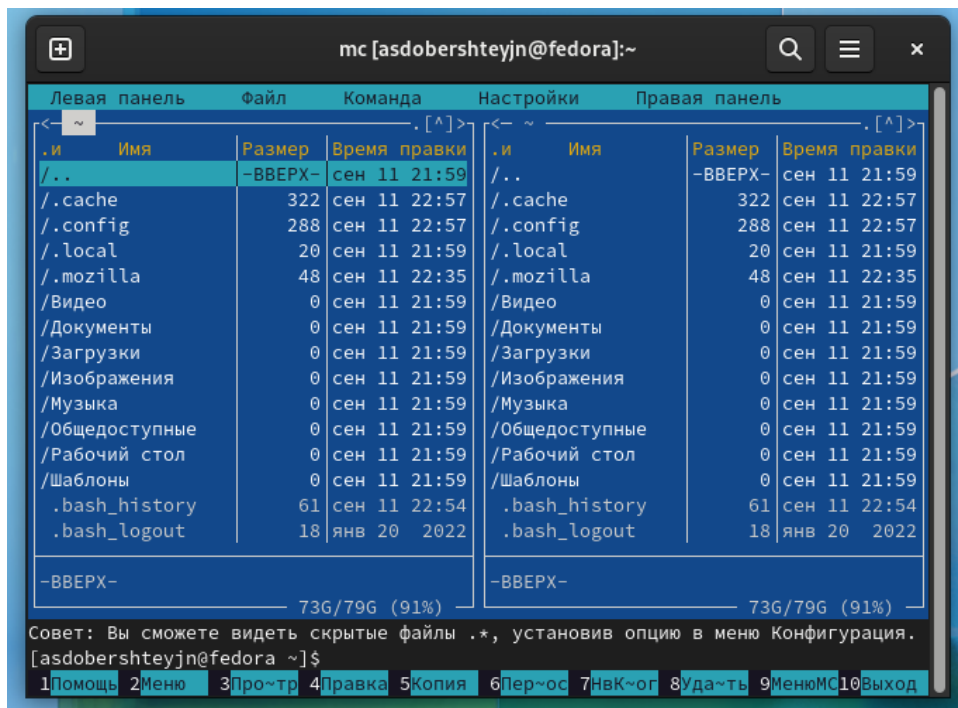 mc [asdobershteyjn@fedora]:~
Левая панель Файл Команда Настройки Правая панель
<─ ~ ─.[^]>┐┌<─ ~ ─.[^]>
.и Имя Размер Время правки .и Имя Размер Время правки
/.. -ВВЕРХ- сен 11 21:59 /.. -ВВЕРХ- сен 11 21:59
/.cache 322 сен 11 22:57 /.cache 322 сен 11 22:57
/.config 288 сен 11 22:57 /.config 288 сен 11 22:57
/.local 20 сен 11 21:59 /.local 20 сен 11 21:59
/.mozilla 48 сен 11 22:35 /.mozilla 48 сен 11 22:35
/Видео 0 сен 11 21:59 /Видео 0 сен 11 21:59
/Документы 0 сен 11 21:59 /Документы 0 сен 11 21:59
/Загрузки 0 сен 11 21:59 /Загрузки 0 сен 11 21:59
/Изображения 0 сен 11 21:59 /Изображения 0 сен 11 21:59
/Музыка 0 сен 11 21:59 /Музыка 0 сен 11 21:59
/Общедоступные 0 сен 11 21:59 /Общедоступные 0 сен 11 21:59
/Рабочий стол 0 сен 11 21:59 /Рабочий стол 0 сен 11 21:59
/Шаблоны 0 сен 11 21:59 /Шаблоны 0 сен 11 21:59
.bash_history 61 сен 11 22:54 .bash_history 61 сен 11 22:54
.bash_logout 18 янв 20 2022 .bash_logout 18 янв 20 2022
-ВВЕРХ- -ВВЕРХ-
73G/79G (91%) 73G/79G (91%)
Совет: Вы сможете видеть скрытые файлы .*, установив опцию в меню Конфигурация.
[asdobershteyjn@fedora ~]$
1Помощь 2Меню 3Про~тр 4Правка 5Копия 6Пер~ос 7НвК~ог 8Уда~ть 9МенюMC10Выход